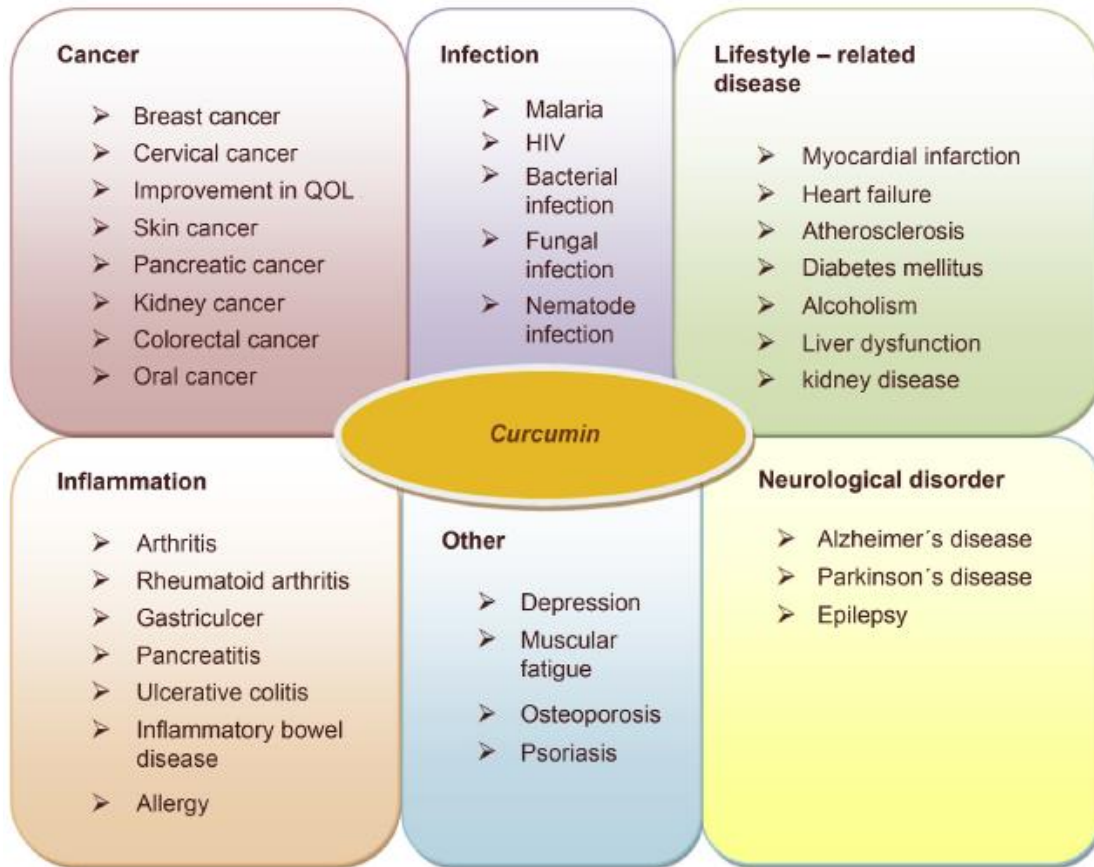 Cancer
➢ Breast cancer
➢ Cervical cancer
➢ Improvement in QOL
➢ Skin cancer
➢ Pancreatic cancer
➢ Kidney cancer
➢ Colorectal cancer
➢ Oral cancer
Infection
➢ Malaria
➢ HIV
➢ Bacterial
infection
➢ Fungal
infection
➢ Nematode
infection
Lifestyle – related
disease
➢ Myocardial infarction
➢ Heart failure
➢ Atherosclerosis
➢ Diabetes mellitus
➢ Alcoholism
➢ Liver dysfunction
➢ kidney disease
Curcumin
Inflammation
➢ Arthritis
➢ Rheumatoid arthritis
➢ Gastriculcer
➢ Pancreatitis
➢ Ulcerative colitis
➢ Inflammatory bowel
disease
➢ Allergy
Other
➢ Depression
➢ Muscular
fatigue
➢ Osteoporosis
➢ Psoriasis
Neurological disorder
➢ Alzheimer´s disease
➢ Parkinson´s disease
➢ Epilepsy